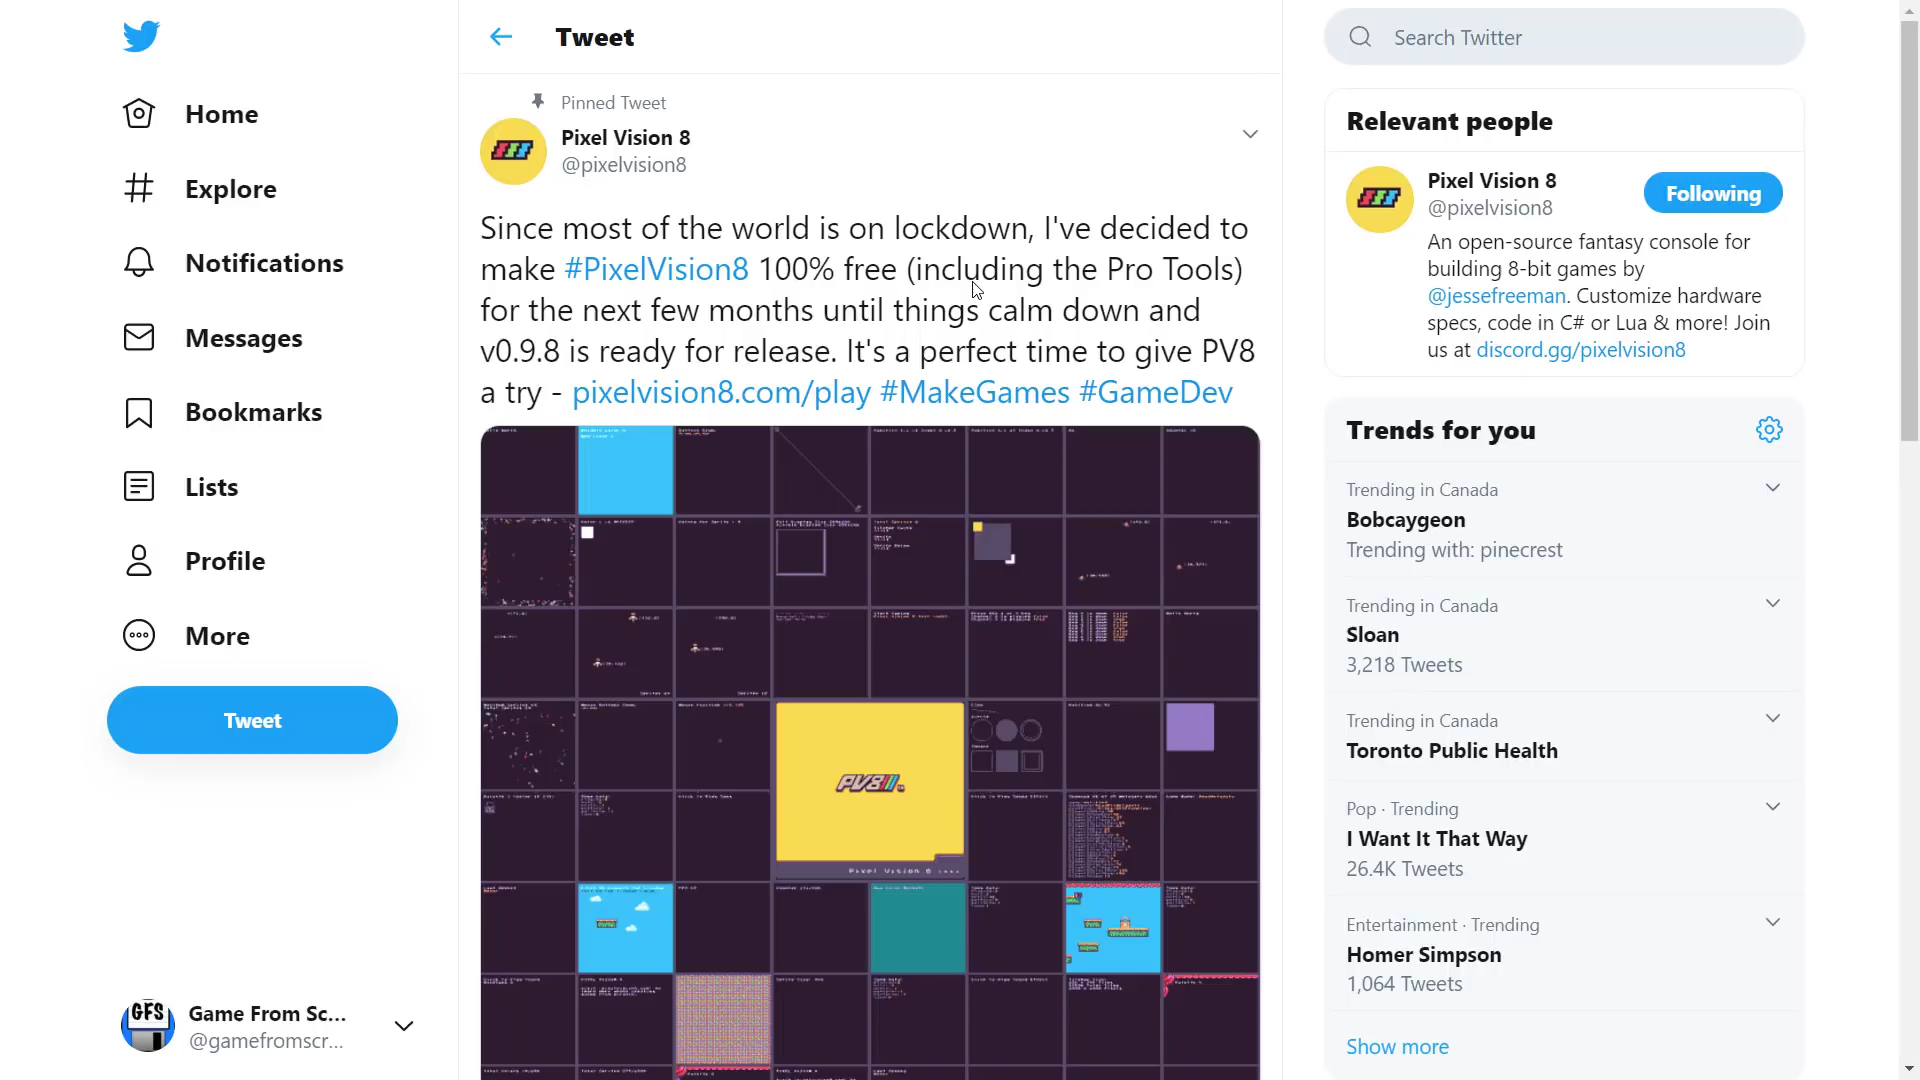 Home
Explore
Notifications
Messages
Bookmarks
Lists
Profile
More
Tweet
GFS
Game From Sc...
@gamefromscr...
Tweet
Pinned Tweet
Pixel Vision 8
@pixelvision8
Since most of the world is on lockdown, I've decided to
make #PixelVision8 100% free (including the Pro Tools)
for the next few months until things calm down and
v0.9.8 is ready for release. It's a perfect time to give PV8
a try - pixelvision8.com/play #MakeGames #GameDev
PV8
Pixel Vision 8
Search Twitter
Relevant people
Pixel Vision 8
@pixelvision8
Following
An open-source fantasy console for
building 8-bit games by
@jessefreeman. Customize hardware
specs, code in C# or Lua & more! Join
us at discord.gg/pixelvision8
Trends for you
Trending in Canada
Bobcaygeon
Trending with: pinecrest
Trending in Canada
Sloan
3,218 Tweets
Trending in Canada
Toronto Public Health
Pop · Trending
I Want It That Way
26.4K Tweets
Entertainment · Trending
Homer Simpson
1,064 Tweets
Show more